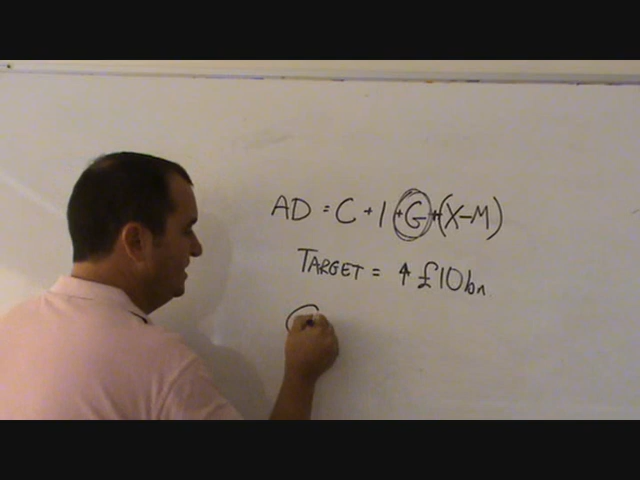 AD = C + I + G + (X-M)
TARGET = ↑ £10bn